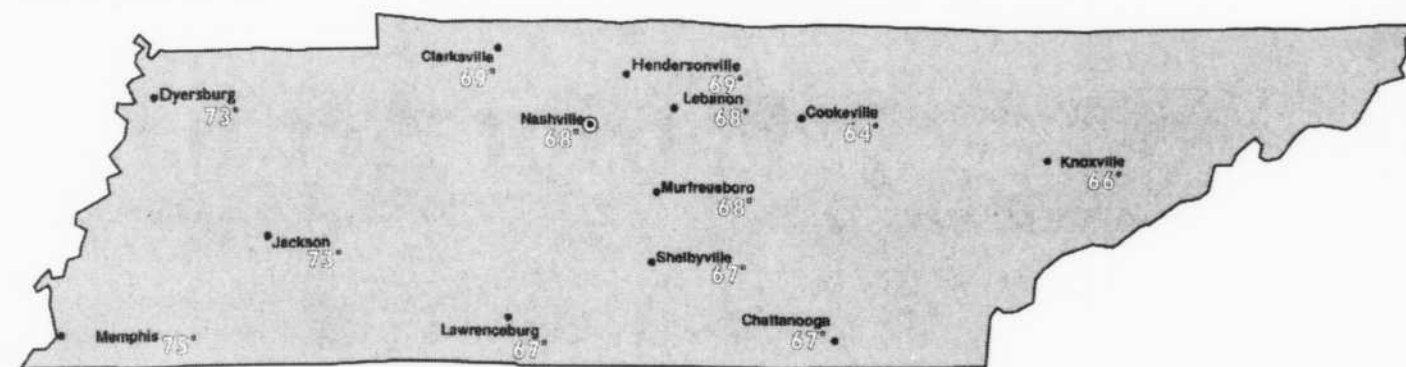 Clarksville
69°
Hendersonville
69°
Dyersburg
73°
Lebanon
68°
Nashville
68°
Cookeville
64°
Knoxville
66°
Murfreesboro
68°
Jackson
73°
Shelbyville
67°
Memphis 75°
Lawrenceburg
67°
Chattanooga
67°